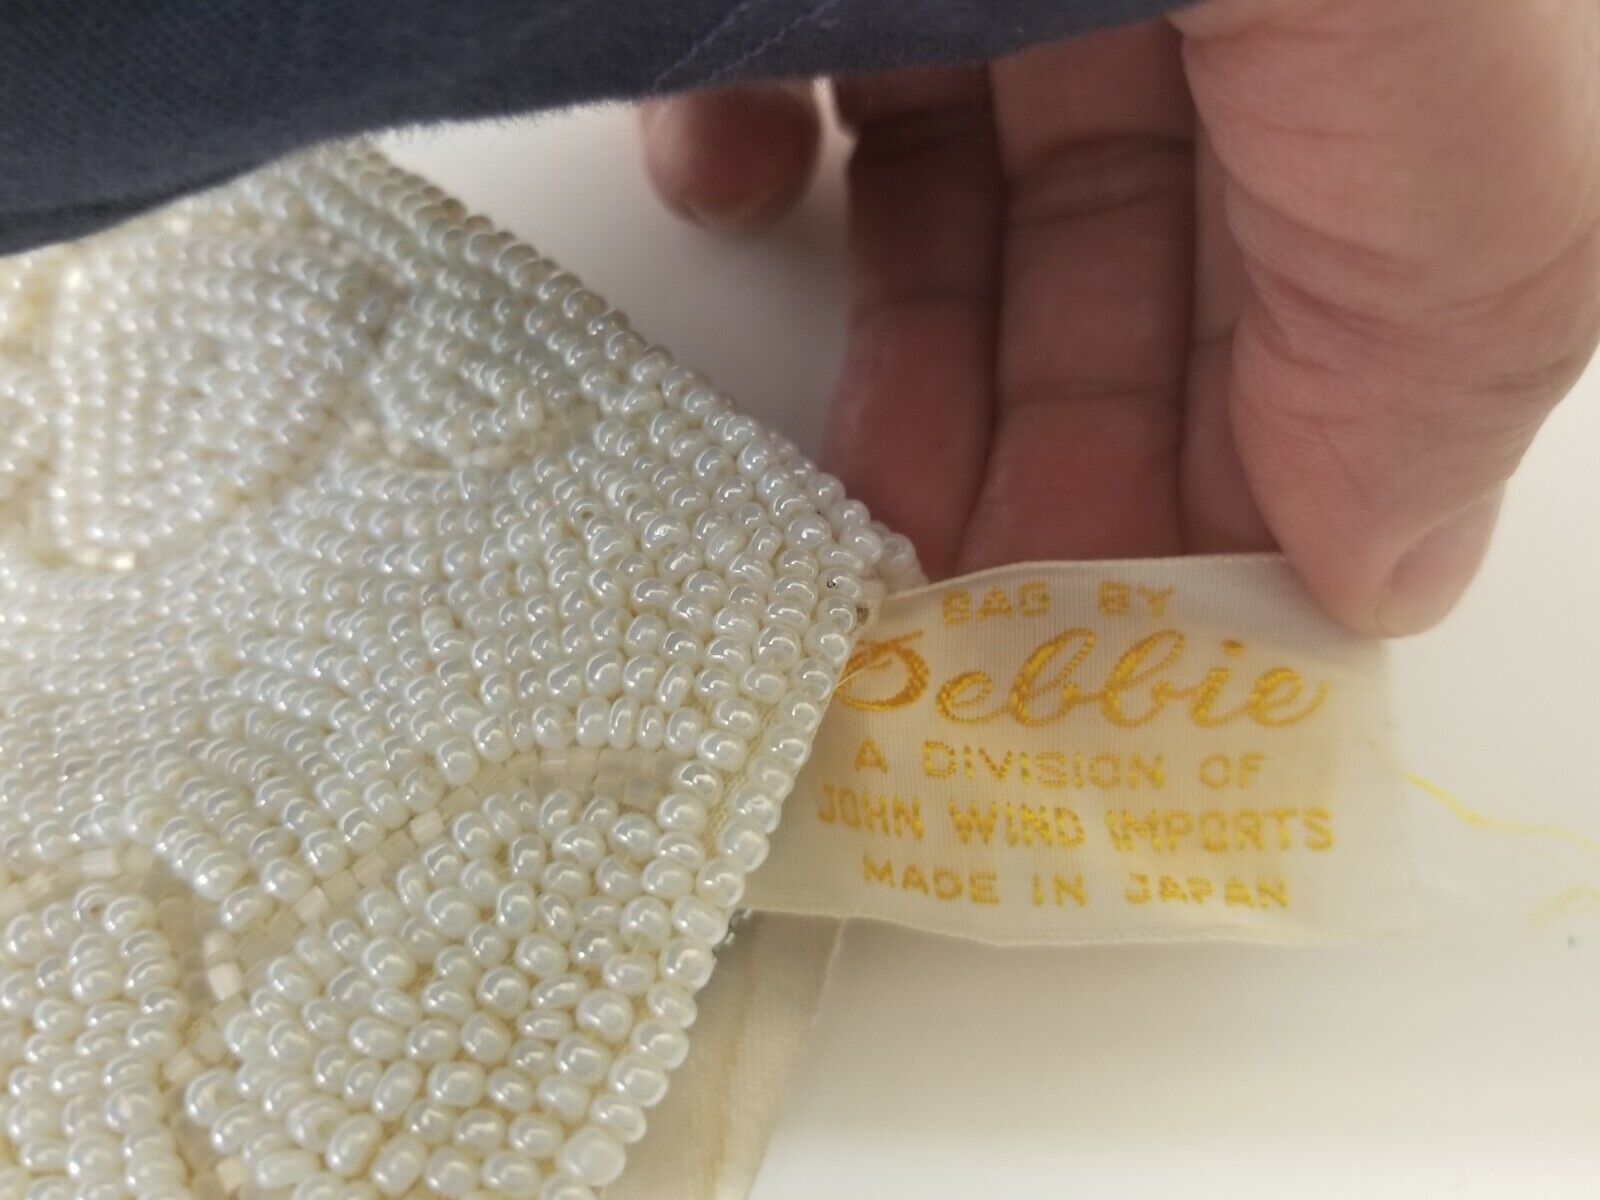 BAG BY
Debbie
A DIVISION OF
JOHN WIND IMPORTS
MADE IN JAPAN